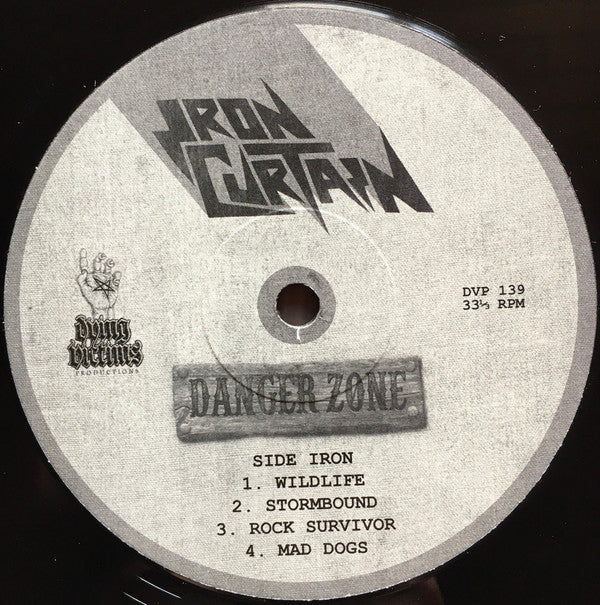 IRON
CURTAIN
DVP 139
33⅓ RPM
Dying
Victims
PRODUCTIONS
DANGER ZONE
SIDE IRON
1. WILDLIFE
2. STORMBOUND
3. ROCK SURVIVOR
4. MAD DOGS